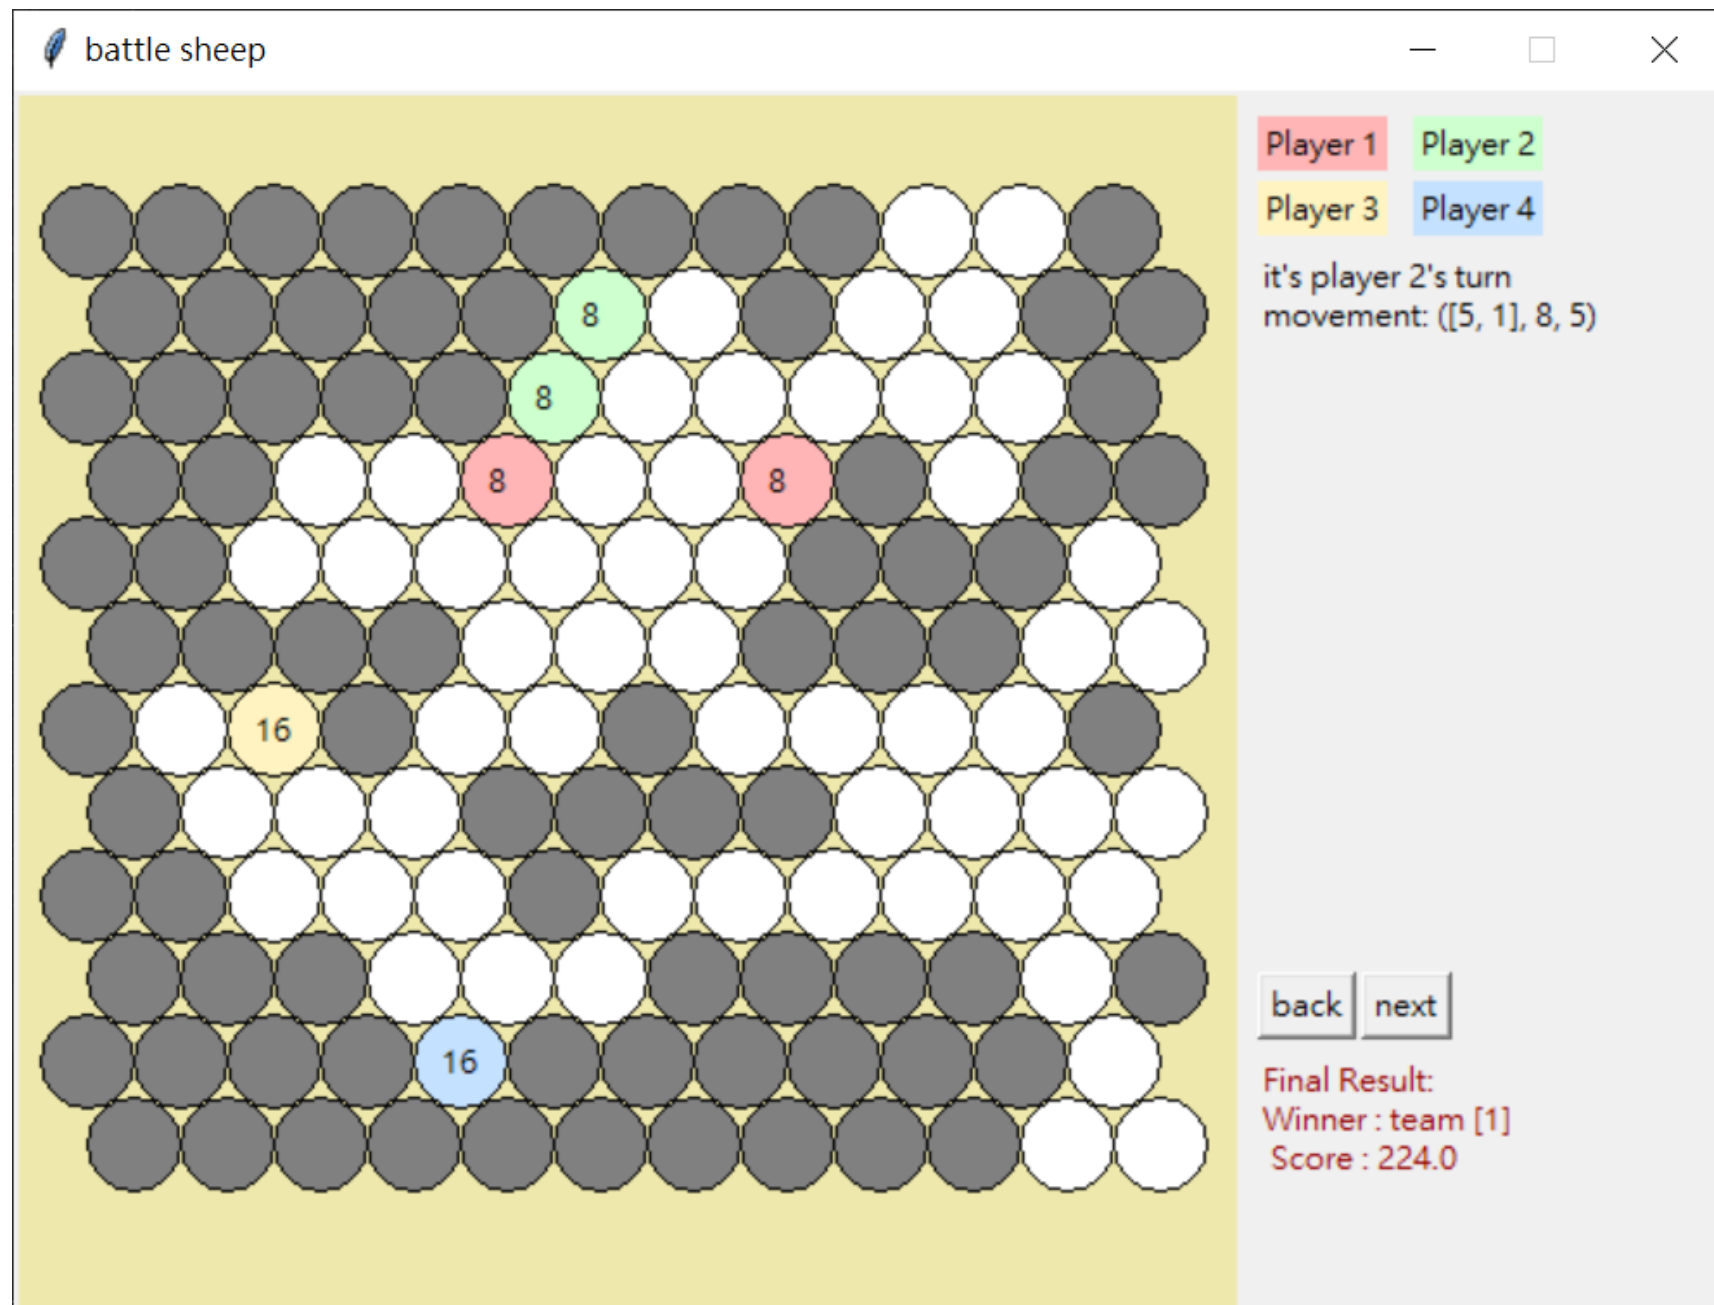 battle sheep
Player 1 Player 2
Player 3 Player 4
it's player 2's turn
movement: ([5, 1], 8, 5)
8
8
8 8
16
16
back next
Final Result:
Winner : team [1]
Score : 224.0